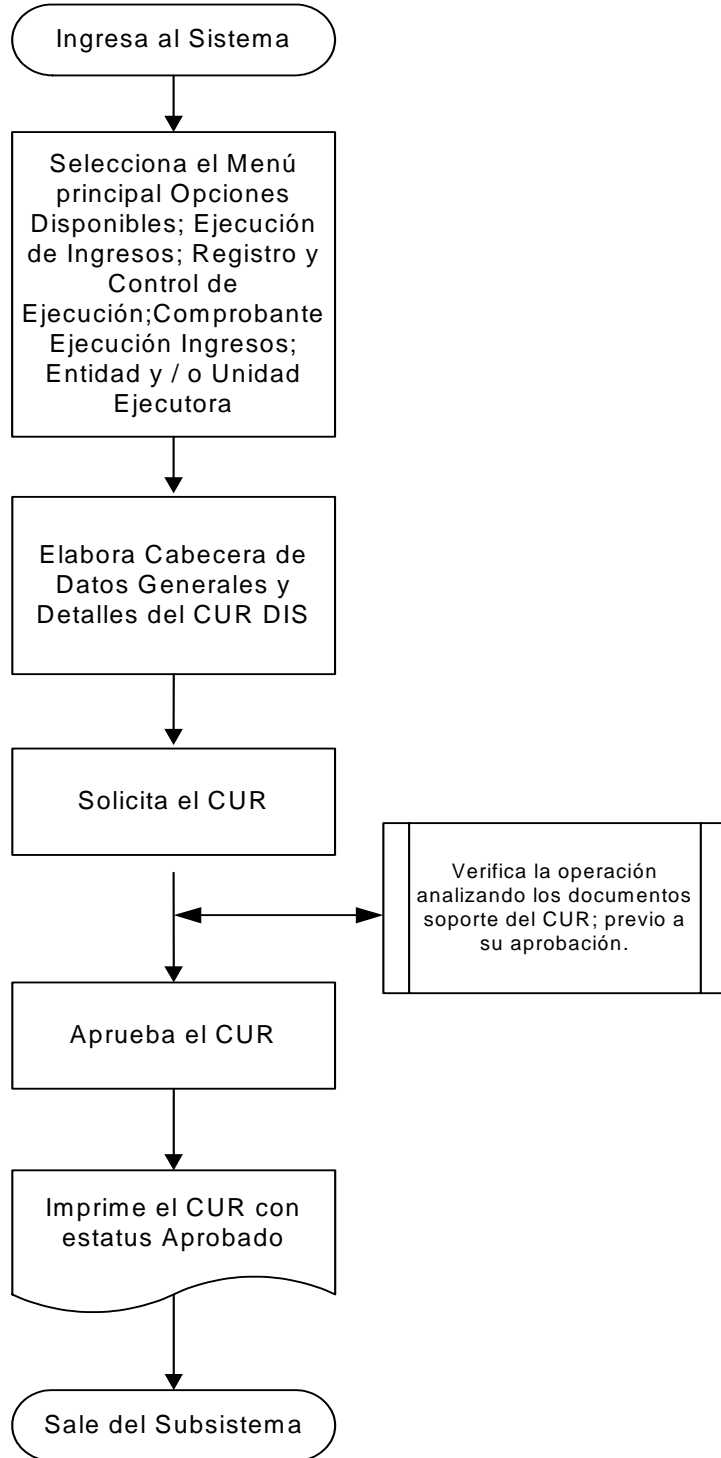 Ingresa al Sistema
Selecciona el Menú
principal Opciones
Disponibles; Ejecución
de Ingresos; Registro y
Control de
Ejecución;Comprobante
Ejecución Ingresos;
Entidad y / o Unidad
Ejecutora
Elabora Cabecera de
Datos Generales y
Detalles del CUR DIS
Solicita el CUR
Verifica la operación
analizando los documentos
soporte del CUR; previo a
su aprobación.
Aprueba el CUR
Imprime el CUR con
estatus Aprobado
Sale del Subsistema